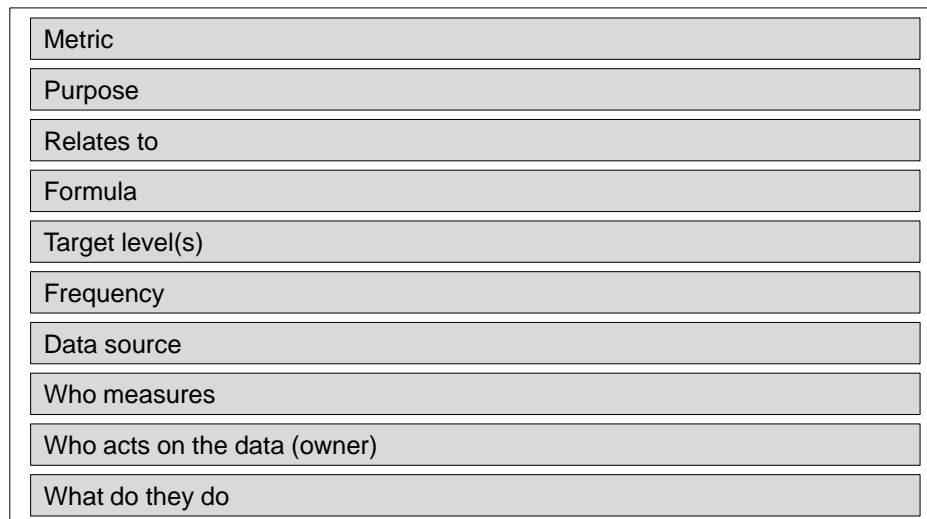 Metric
Purpose
Relates to
Formula
Target level(s)
Frequency
Data source
Who measures
Who acts on the data (owner)
What do they do